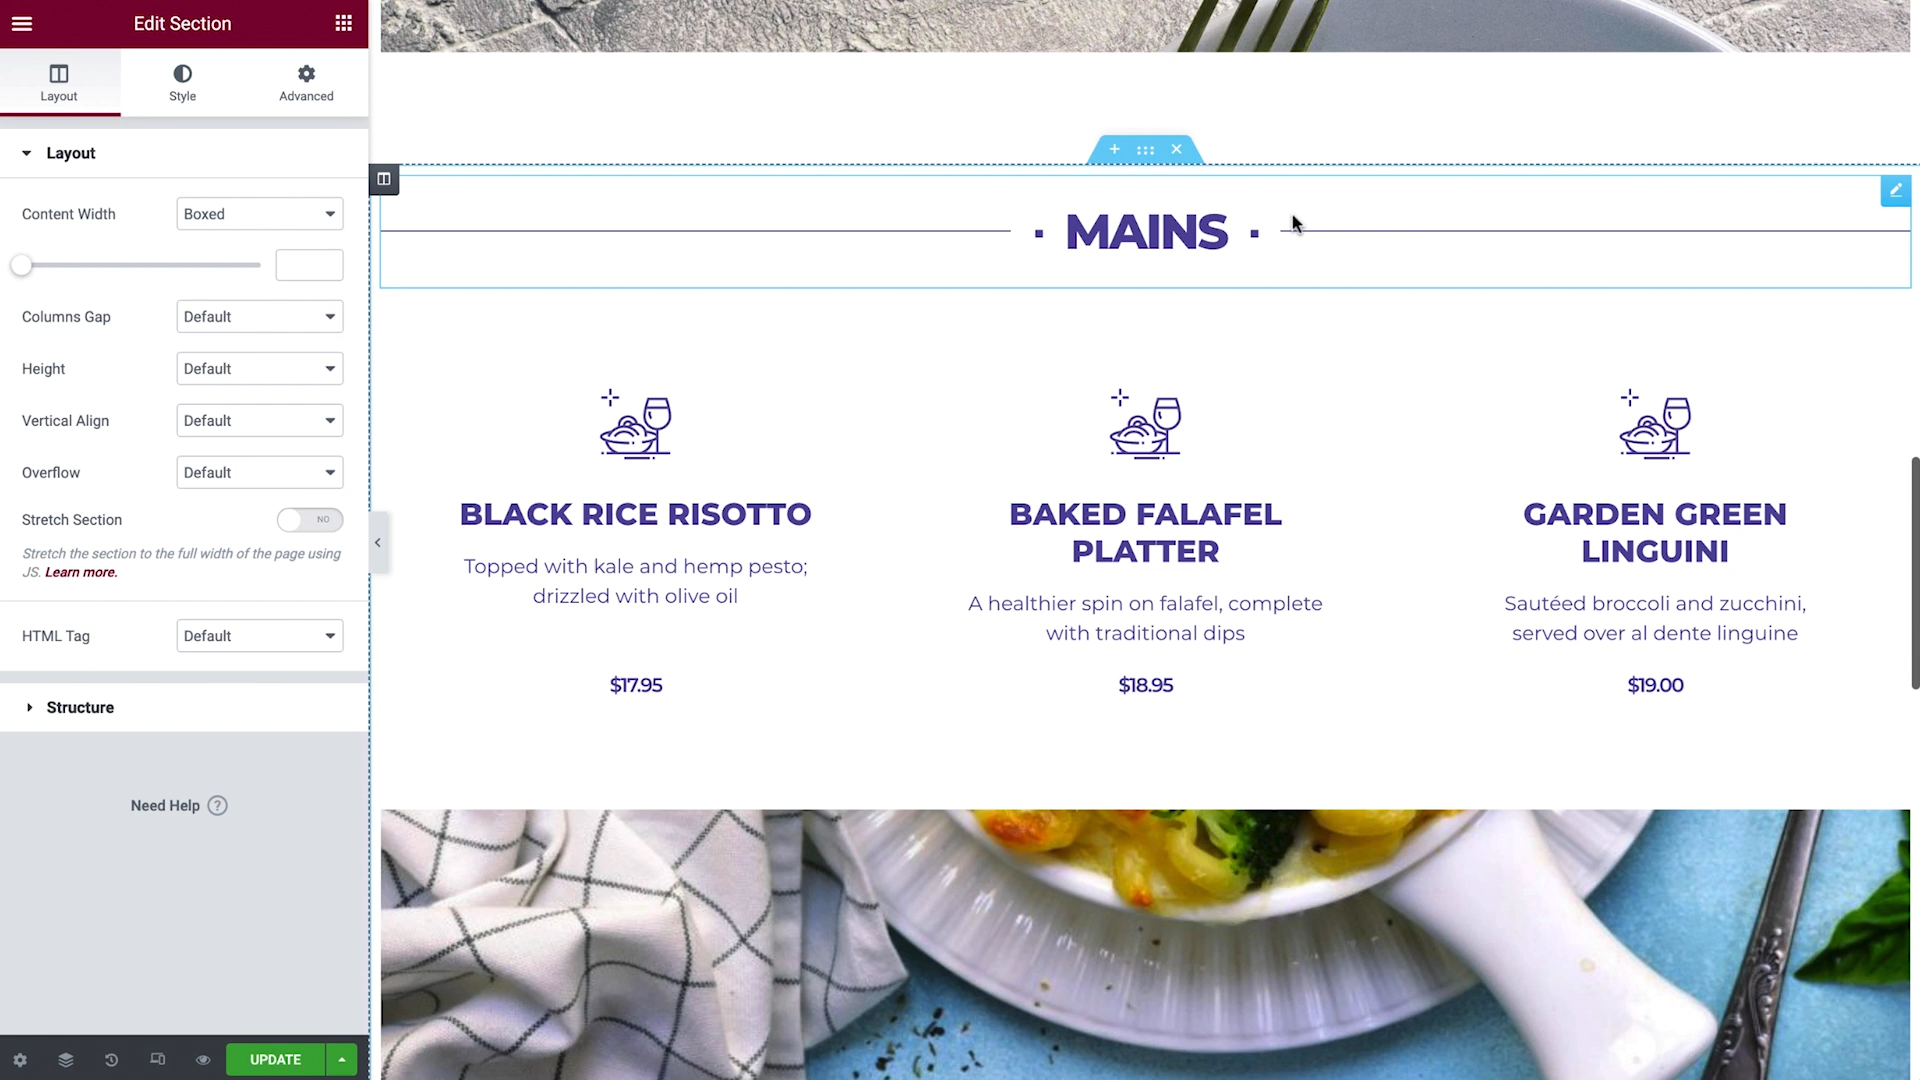 Edit Section
Layout
Style
Advanced
Layout
Content Width
Boxed
Columns Gap
Default
Height
Default
Vertical Align
Default
Overflow
Default
Stretch Section
NO
Stretch the section to the full width of the page using
JS. Learn more.
HTML Tag
Default
Structure
Need Help ?
UPDATE
· MAINS ·
BLACK RICE RISOTTO
Topped with kale and hemp pesto;
drizzled with olive oil
$17.95
BAKED FALAFEL
PLATTER
A healthier spin on falafel, complete
with traditional dips
$18.95
GARDEN GREEN
LINGUINI
Sautéed broccoli and zucchini,
served over al dente linguine
$19.00